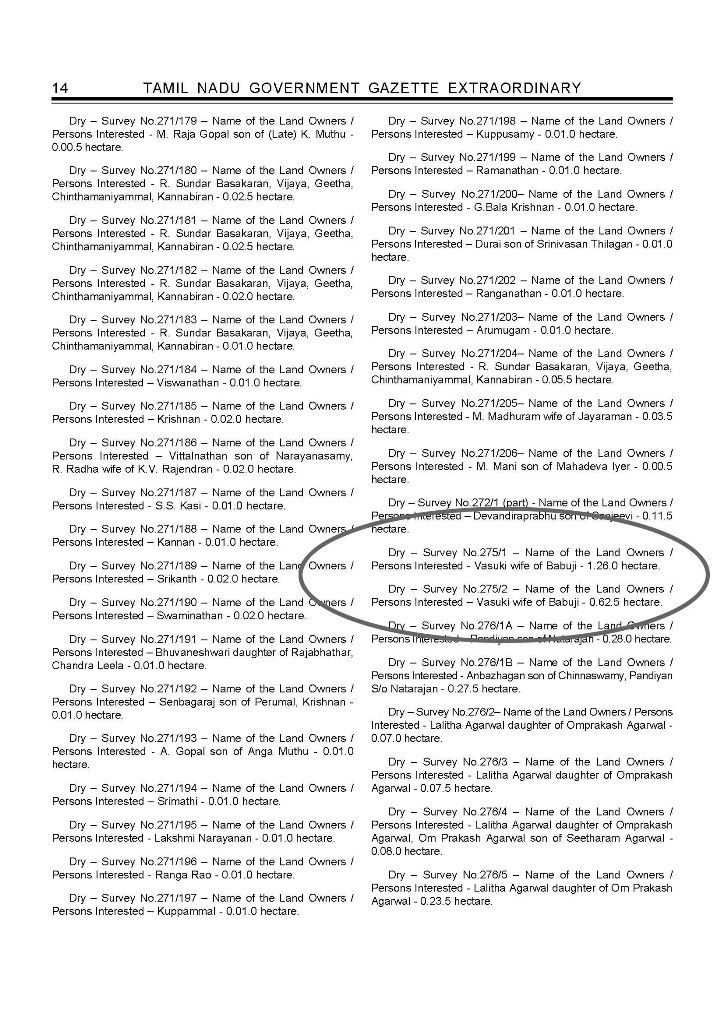 14 TAMIL NADU GOVERNMENT GAZETTE EXTRAORDINARY
Dry – Survey No.271/179 – Name of the Land Owners /
Persons Interested - M. Raja Gopal son of (Late) K. Muthu -
0.00.5 hectare.
Dry – Survey No.271/180 – Name of the Land Owners /
Persons Interested - R. Sundar Basakaran, Vijaya, Geetha,
Chinthamaniyammal, Kannabiran - 0.02.5 hectare.
Dry – Survey No.271/181 – Name of the Land Owners /
Persons Interested - R. Sundar Basakaran, Vijaya, Geetha,
Chinthamaniyammal, Kannabiran - 0.02.5 hectare.
Dry – Survey No.271/182 – Name of the Land Owners /
Persons Interested - R. Sundar Basakaran, Vijaya, Geetha,
Chinthamaniyammal, Kannabiran - 0.02.0 hectare.
Dry – Survey No.271/183 – Name of the Land Owners /
Persons Interested - R. Sundar Basakaran, Vijaya, Geetha,
Chinthamaniyammal, Kannabiran - 0.01.0 hectare.
Dry – Survey No.271/184 – Name of the Land Owners /
Persons Interested – Viswanathan - 0.01.0 hectare.
Dry – Survey No.271/185 – Name of the Land Owners /
Persons Interested – Krishnan - 0.02.0 hectare.
Dry – Survey No.271/186 – Name of the Land Owners /
Persons Interested – Vittalnathan son of Narayanasamy,
R. Radha wife of K.V. Rajendran - 0.02.0 hectare.
Dry – Survey No.271/187 – Name of the Land Owners /
Persons Interested - S.S. Kasi - 0.01.0 hectare.
Dry – Survey No.271/188 – Name of the Land Owners /
Persons Interested – Kannan - 0.01.0 hectare.
Dry – Survey No.271/189 – Name of the Land Owners /
Persons Interested – Srikanth - 0.02.0 hectare.
Dry – Survey No.271/190 – Name of the Land Owners /
Persons Interested – Swaminathan - 0.02.0 hectare.
Dry – Survey No.271/191 – Name of the Land Owners /
Persons Interested – Bhuvaneshwari daughter of Rajabhathar,
Chandra Leela - 0.01.0 hectare.
Dry – Survey No.271/192 – Name of the Land Owners /
Persons Interested – Senbagaraj son of Perumal, Krishnan -
0.01.0 hectare.
Dry – Survey No.271/193 – Name of the Land Owners /
Persons Interested - A. Gopal son of Anga Muthu - 0.01.0
hectare.
Dry – Survey No.271/194 – Name of the Land Owners /
Persons Interested – Srimathi - 0.01.0 hectare.
Dry – Survey No.271/195 – Name of the Land Owners /
Persons Interested - Lakshmi Narayanan - 0.01.0 hectare.
Dry – Survey No.271/196 – Name of the Land Owners /
Persons Interested - Ranga Rao - 0.01.0 hectare.
Dry – Survey No.271/197 – Name of the Land Owners /
Persons Interested – Kuppammal - 0.01.0 hectare.
Dry – Survey No.271/198 – Name of the Land Owners /
Persons Interested – Kuppusamy - 0.01.0 hectare.
Dry – Survey No.271/199 – Name of the Land Owners /
Persons Interested – Ramanathan - 0.01.0 hectare.
Dry – Survey No.271/200– Name of the Land Owners /
Persons Interested - G.Bala Krishnan - 0.01.0 hectare.
Dry – Survey No.271/201 – Name of the Land Owners /
Persons Interested – Durai son of Srinivasan Thilagan - 0.01.0
hectare.
Dry – Survey No.271/202 – Name of the Land Owners /
Persons Interested – Ranganathan - 0.01.0 hectare.
Dry – Survey No.271/203– Name of the Land Owners /
Persons Interested – Arumugam - 0.01.0 hectare.
Dry – Survey No.271/204– Name of the Land Owners /
Persons Interested - R. Sundar Basakaran, Vijaya, Geetha,
Chinthamaniyammal, Kannabiran - 0.05.5 hectare.
Dry – Survey No.271/205– Name of the Land Owners /
Persons Interested - M. Madhuram wife of Jayaraman - 0.03.5
hectare.
Dry – Survey No.271/206– Name of the Land Owners /
Persons Interested - M. Mani son of Mahadeva Iyer - 0.00.5
hectare.
Dry – Survey No.272/1 (part) - Name of the Land Owners /
Persons Interested – Devandiraprabhu son of Sanjeevi - 0.11.5
hectare.
Dry – Survey No.275/1 – Name of the Land Owners /
Persons Interested - Vasuki wife of Babuji - 1.26.0 hectare.
Dry – Survey No.275/2 – Name of the Land Owners /
Persons Interested – Vasuki wife of Babuji - 0.62.5 hectare.
Dry – Survey No.276/1A – Name of the Land Owners /
Persons Interested - Pandiyan son of Natarajan - 0.28.0 hectare.
Dry – Survey No.276/1B – Name of the Land Owners /
Persons Interested - Anbazhagan son of Chinnaswamy, Pandiyan
S/o Natarajan - 0.27.5 hectare.
Dry – Survey No.276/2– Name of the Land Owners / Persons
Interested - Lalitha Agarwal daughter of Omprakash Agarwal -
0.07.0 hectare.
Dry – Survey No.276/3 – Name of the Land Owners /
Persons Interested - Lalitha Agarwal daughter of Omprakash
Agarwal - 0.07.5 hectare.
Dry – Survey No.276/4 – Name of the Land Owners /
Persons Interested - Lalitha Agarwal daughter of Omprakash
Agarwal, Om Prakash Agarwal son of Seetharam Agarwal -
0.08.0 hectare.
Dry – Survey No.276/5 – Name of the Land Owners /
Persons Interested - Lalitha Agarwal daughter of Om Prakash
Agarwal - 0.23.5 hectare.